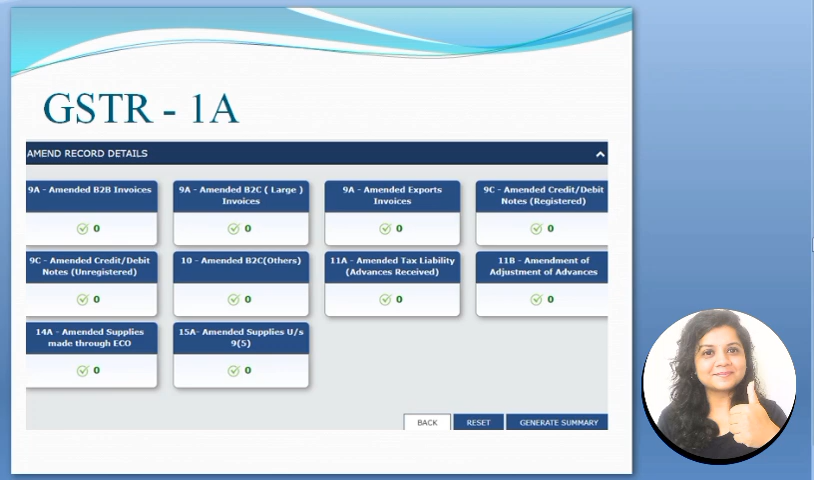 GSTR - 1A
AMEND RECORD DETAILS
9A - Amended B2B Invoices
0
9A - Amended B2C ( Large )
Invoices
0
9A - Amended Exports
Invoices
0
9C - Amended Credit/Debit
Notes (Registered)
0
9C - Amended Credit/Debit
Notes (Unregistered)
0
10 - Amended B2C(Others)
0
11A - Amended Tax Liability
(Advances Received)
0
11B - Amendment of
Adjustment of Advances
0
14A - Amended Supplies
made through ECO
0
15A- Amended Supplies U/s
9(5)
0
BACK
RESET
GENERATE SUMMARY